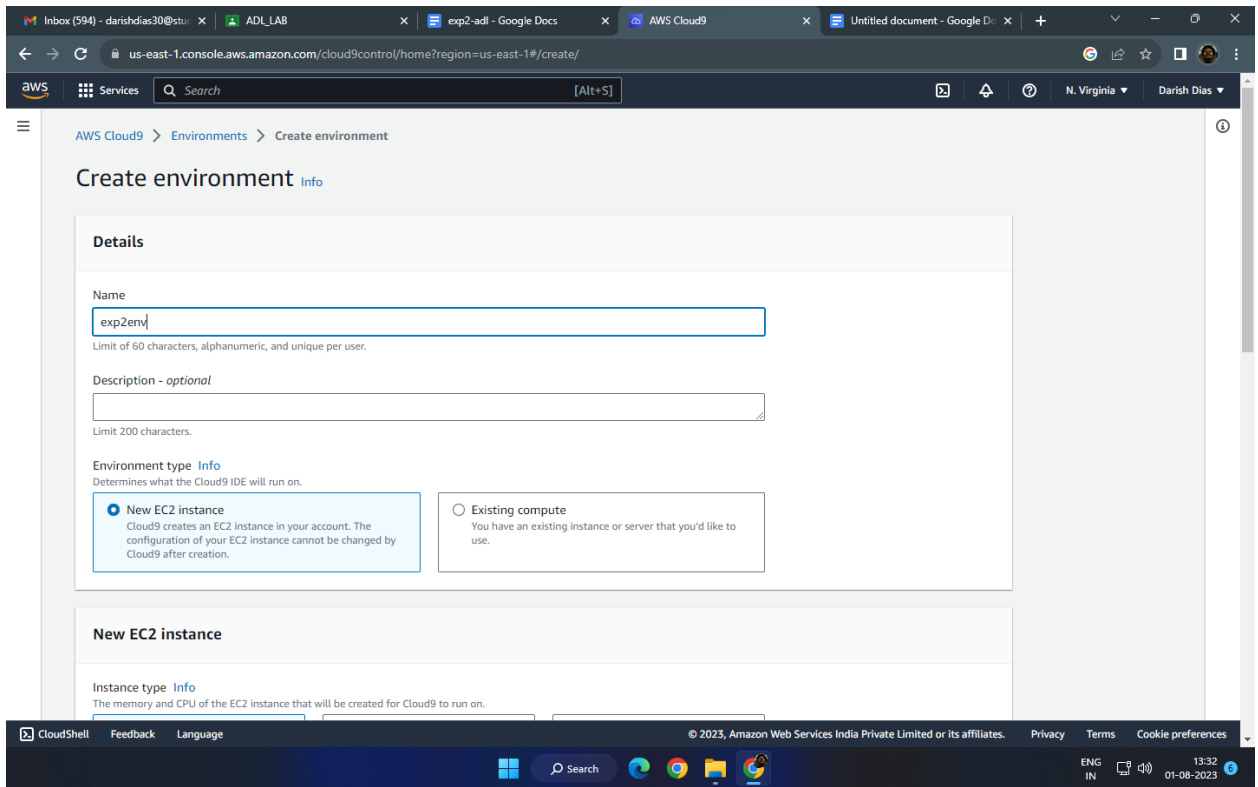 Inbox (594) - darishdias30@stud
ADL_LAB
exp2-adl - Google Docs
AWS Cloud9
Untitled document - Google Do
us-east-1.console.aws.amazon.com/cloud9control/home?region=us-east-1#/create/
aws
Services
Search
[Alt+S]
N. Virginia
Darish Dias
AWS Cloud9
Environments
Create environment
Create environment Info
Details
Name
exp2env
Limit of 60 characters, alphanumeric, and unique per user.
Description - optional
Limit 200 characters.
Environment type Info
Determines what the Cloud9 IDE will run on.
New EC2 instance
Cloud9 creates an EC2 instance in your account. The
configuration of your EC2 instance cannot be changed by
Cloud9 after creation.
Existing compute
You have an existing instance or server that you'd like to
use.
New EC2 instance
Instance type Info
The memory and CPU of the EC2 instance that will be created for Cloud9 to run on.
CloudShell
Feedback
Language
© 2023, Amazon Web Services India Private Limited or its affiliates.
Privacy
Terms
Cookie preferences
Search
ENG
IN
13:32
01-08-2023
6